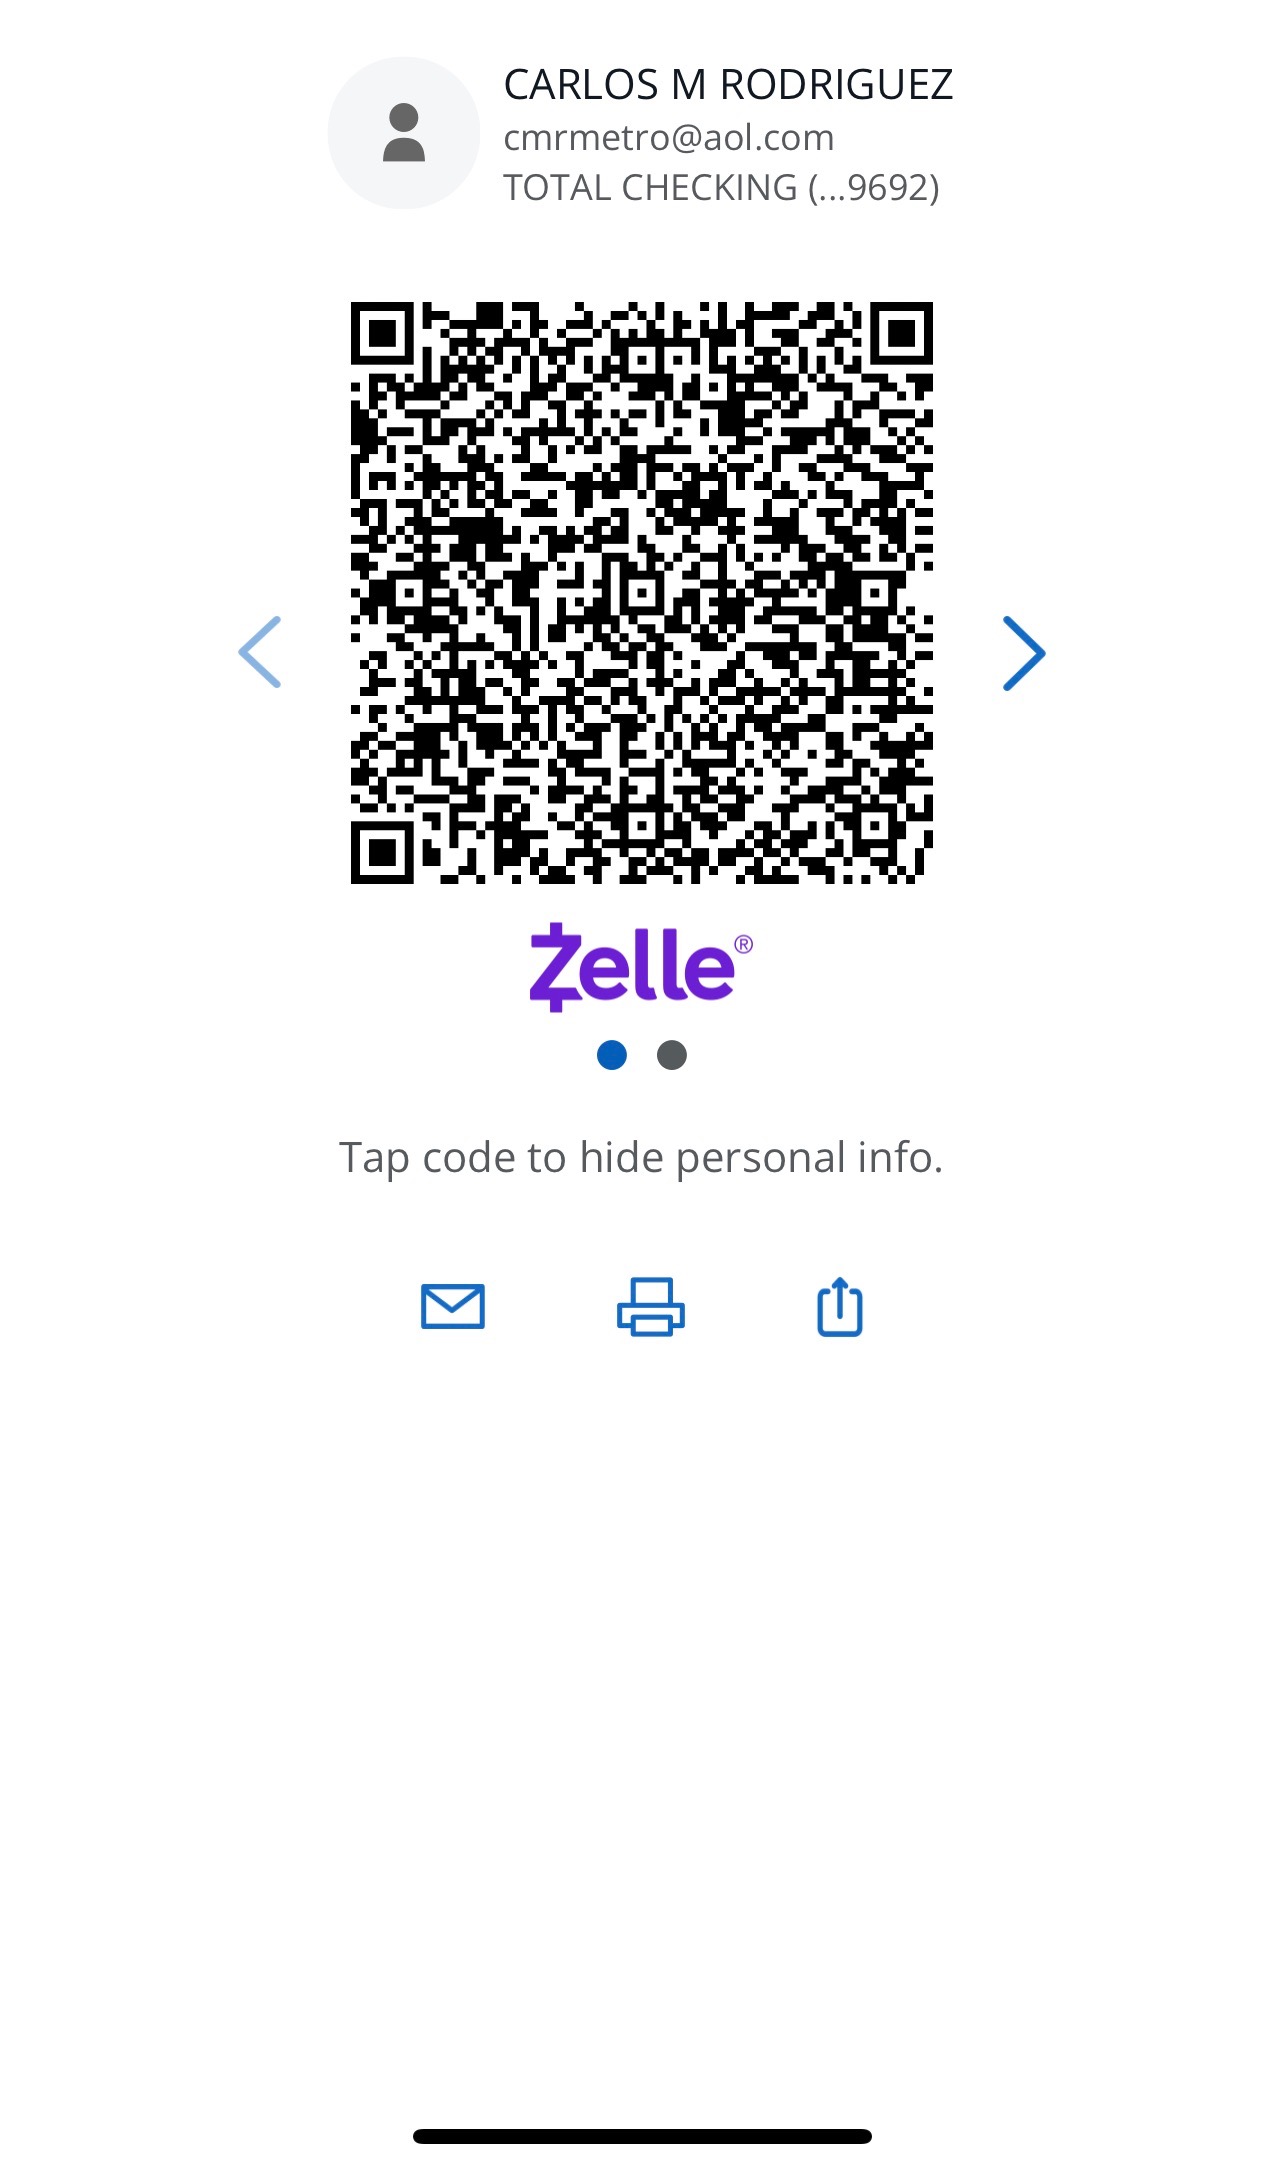 CARLOS M RODRIGUEZ
cmrmetro@aol.com
TOTAL CHECKING (...9692)
Zelle®
Tap code to hide personal info.